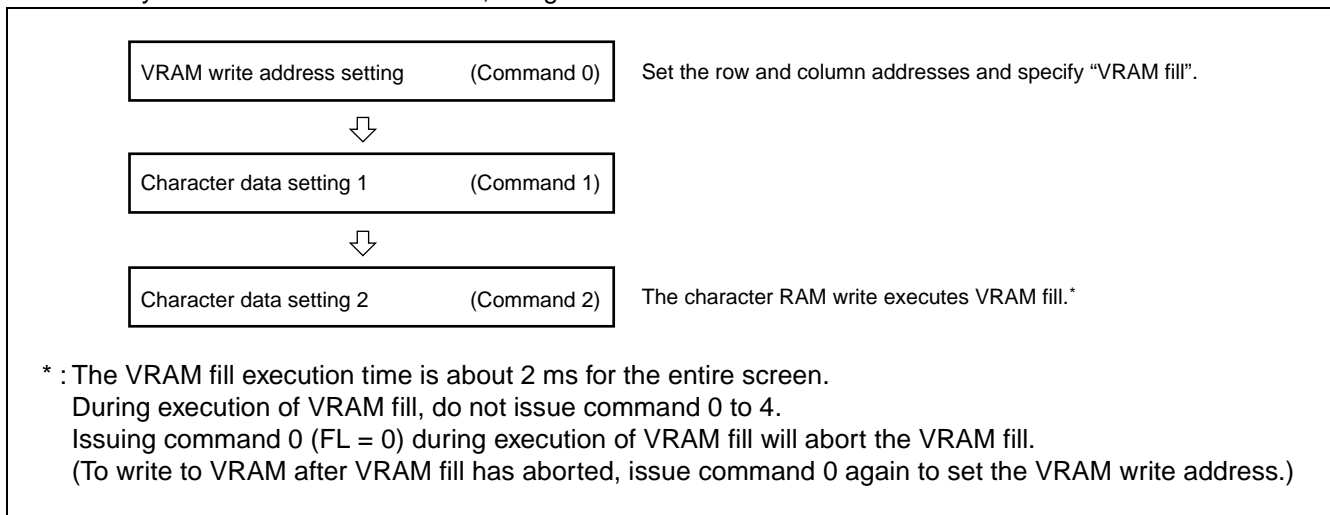 VRAM write address setting (Command 0) Set the row and column addresses and specify “VRAM fill”.
Character data setting 1 (Command 1)
Character data setting 2 (Command 2) The character RAM write executes VRAM fill.*
* : The VRAM fill execution time is about 2 ms for the entire screen.
During execution of VRAM fill, do not issue command 0 to 4.
Issuing command 0 (FL = 0) during execution of VRAM fill will abort the VRAM fill.
(To write to VRAM after VRAM fill has aborted, issue command 0 again to set the VRAM write address.)